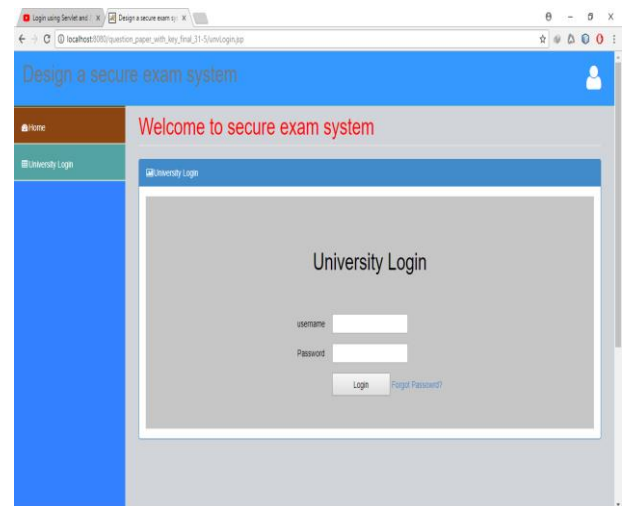 Login using Servlet and
Design a secure exam sy
localhost:8080/question_paper_with_key_final_31-5/univLogin.jsp
Design a secure exam system
Home
Welcome to secure exam system
University Login
University Login
University Login
username
Password
Login Forgot Password?